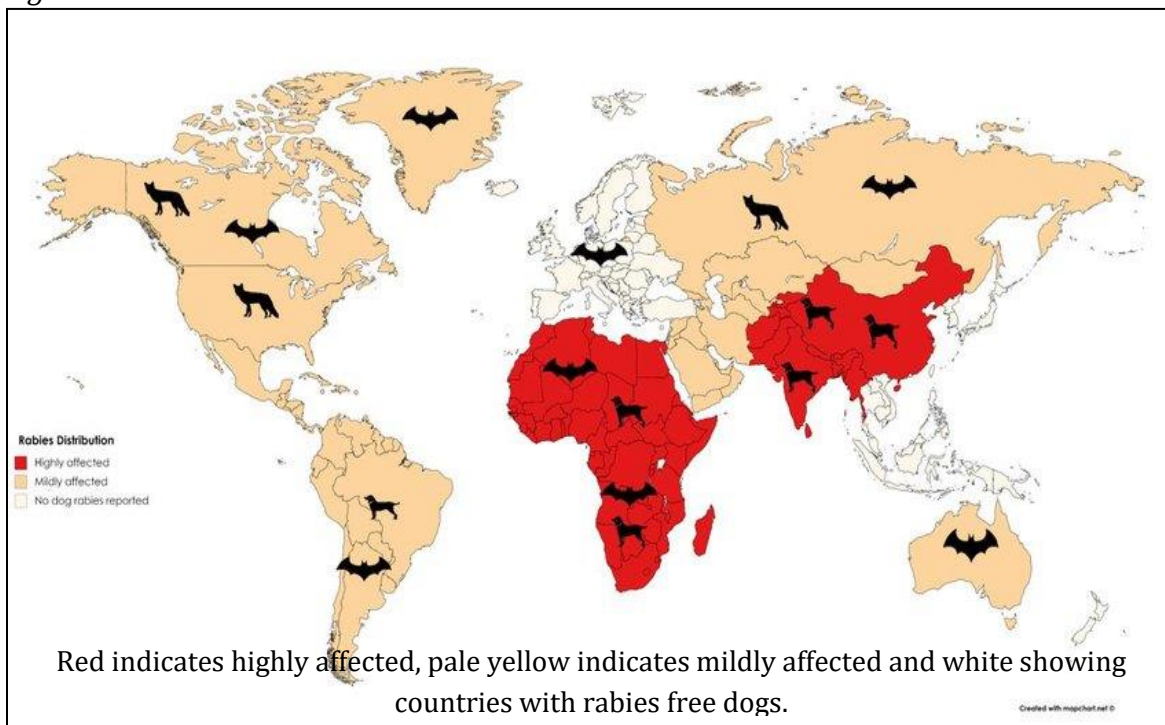 Rabies Distribution
Highly affected
Mildly affected
No dog rabies reported
Red indicates highly affected, pale yellow indicates mildly affected and white showing
countries with rabies free dogs.
Created with mapchart.net ©